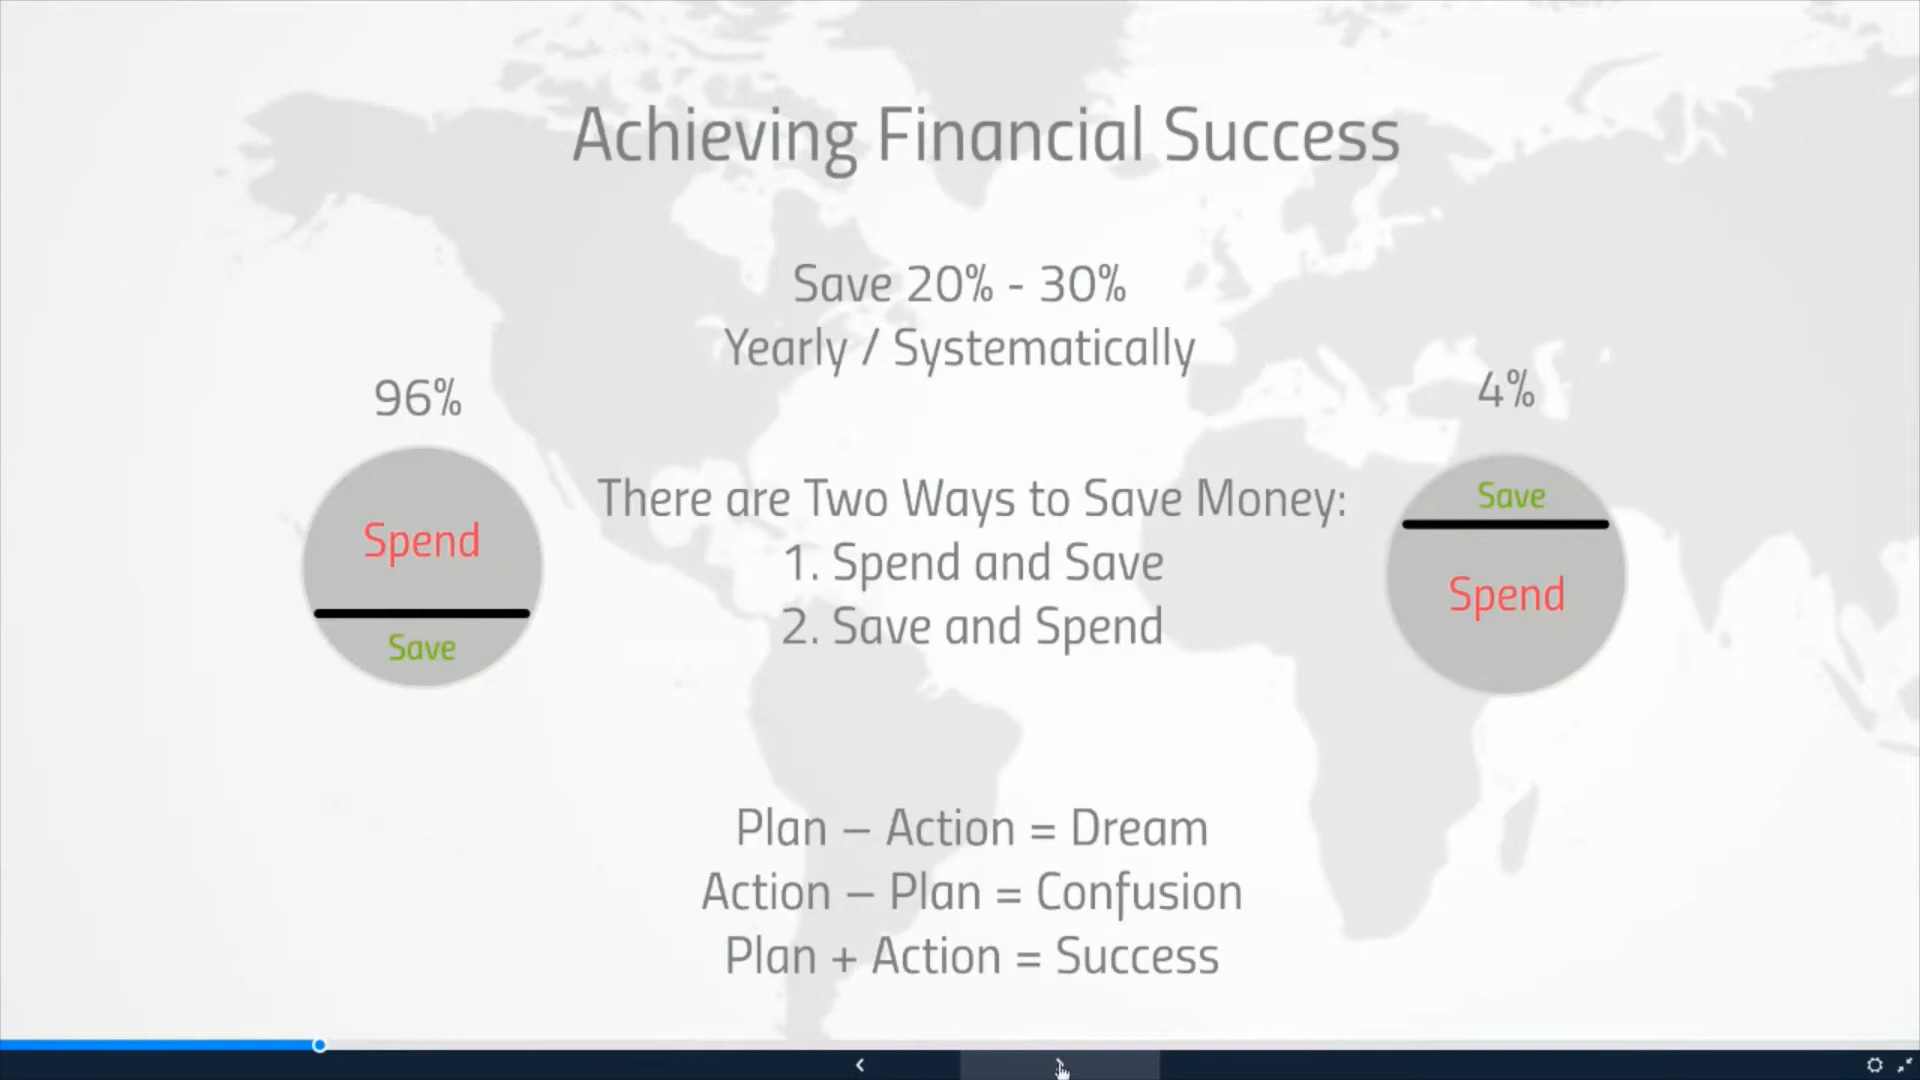 Achieving Financial Success
Save 20% - 30%
Yearly / Systematically
96%
4%
Spend
Save
There are Two Ways to Save Money:
1. Spend and Save
2. Save and Spend
Save
Spend
Plan – Action = Dream
Action – Plan = Confusion
Plan + Action = Success